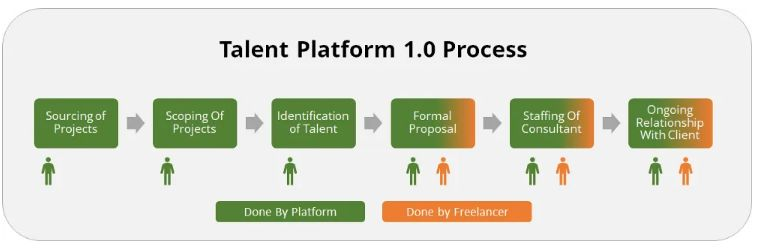 Talent Platform 1.0 Process
Sourcing of
Projects
Scoping Of
Projects
Identification
of Talent
Formal
Proposal
Staffing Of
Consultant
Ongoing
Relationship
With Client
Done By Platform
Done by Freelancer